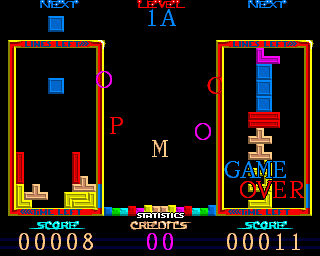 NEXT LEVEL NEXT
1A
O C
P O
M
GAME
OVER
STATISTICS
SCORE CREDITS SCORE
00008 00 00011